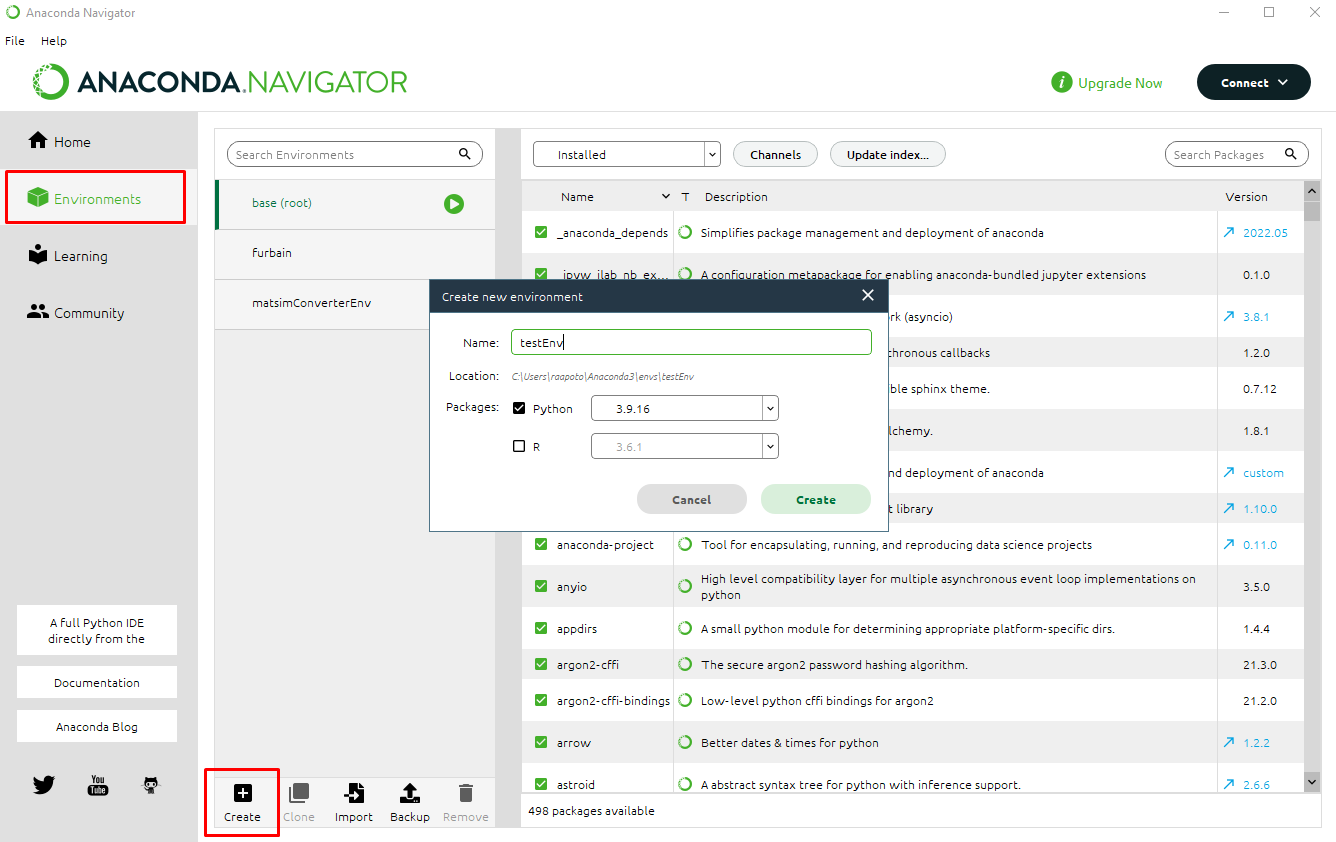 Anaconda Navigator
File Help
ANACONDA.NAVIGATOR
Upgrade Now
Connect
Home
Environments
Learning
Community
A full Python IDE
directly from the
Documentation
Anaconda Blog
You
Tube
Search Environments
base (root)
furbain
matsimConverterEnv
Create Clone Import Backup Remove
Installed Channels Update index... Search Packages
Name T Description Version
_anaconda_depends Simplifies package management and deployment of anaconda 2022.05
_ipyw_jlab_nb_ex... A configuration metapackage for enabling anaconda-bundled jupyter extensions 0.1.0
(asyncio) 3.8.1
callbacks 1.2.0
sphinx theme. 0.7.12
1.8.1
and deployment of anaconda custom
library 1.10.0
anaconda-project Tool for encapsulating, running, and reproducing data science projects 0.11.0
anyio High level compatibility layer for multiple asynchronous event loop implementations on
python 3.5.0
appdirs A small python module for determining appropriate platform-specific dirs. 1.4.4
argon2-cffi The secure argon2 password hashing algorithm. 21.3.0
argon2-cffi-bindings Low-level python cffi bindings for argon2 21.2.0
arrow Better dates & times for python 1.2.2
astroid A abstract syntax tree for python with inference support. 2.6.6
498 packages available
Create new environment
Name: testEnv
Location: C:\Users\raapoto\Anaconda3\envs\testEnv
Packages: Python 3.9.16
R 3.6.1
Cancel Create